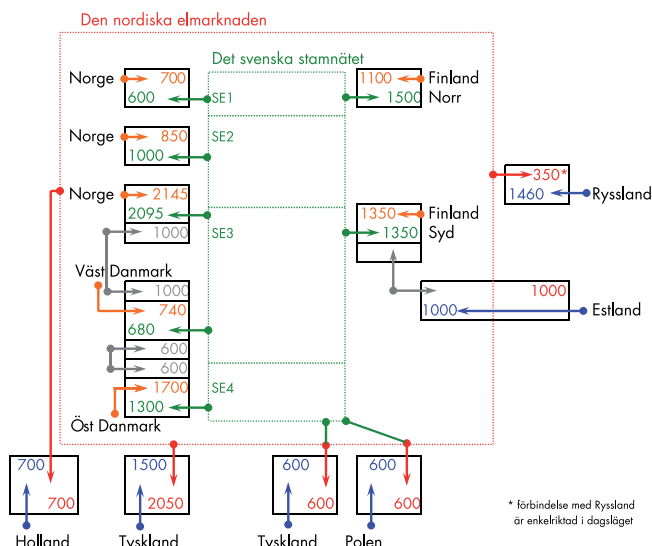 Den nordiska elmarknaden
Det svenska stamnätet
Norge
700
600
SE1
1100
Finland
1500
Norr
Norge
850
1000
SE2
350*
1460
Ryssland
Norge
2145
2095
1000
SE3
1350
Finland
1350
Syd
Väst Danmark
1000
740
680
600
600
1700
1300
SE4
Öst Danmark
1000
1000
Estland
700
700
Holland
1500
2050
Tyskland
600
600
Tyskland
600
600
Polen
* förbindelse med Ryssland
är enkelriktad i dagsläget